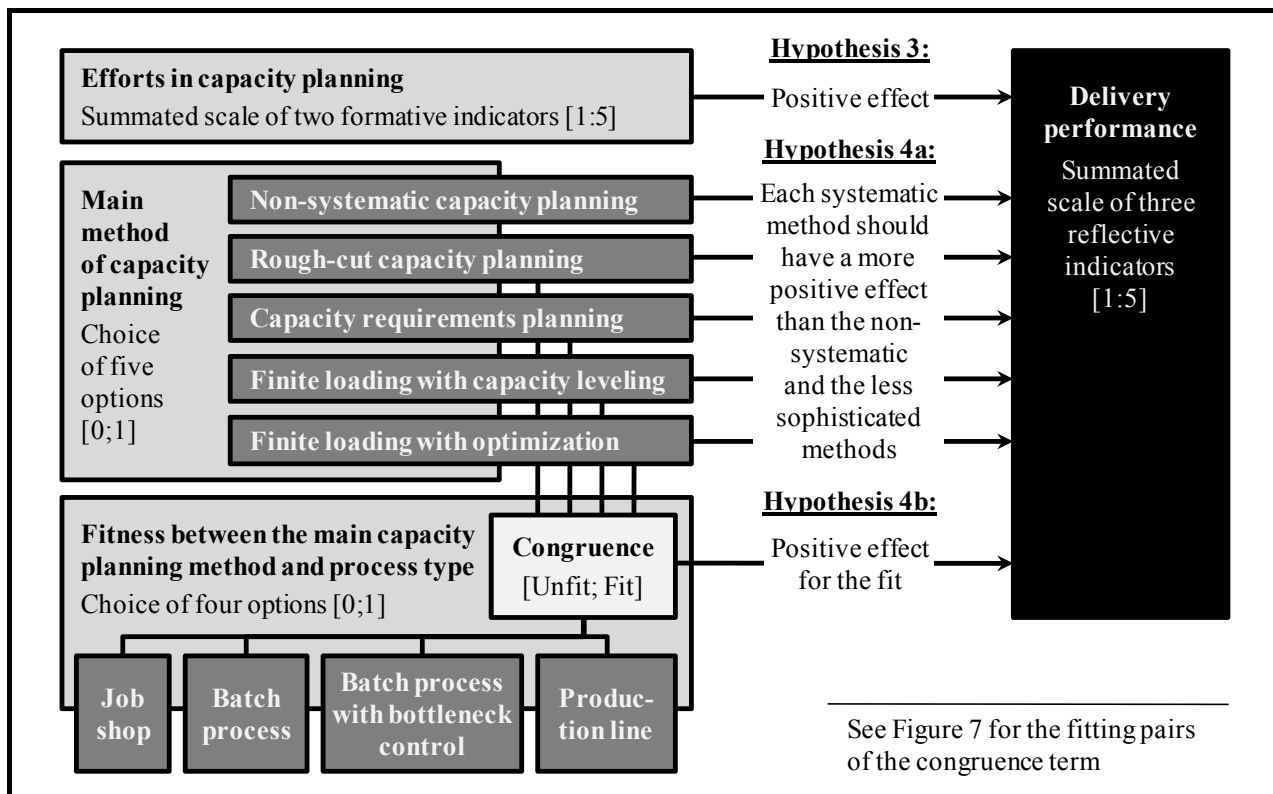 Efforts in capacity planning
Summated scale of two formative indicators [1:5]
Hypothesis 3:
Positive effect
Delivery
performance
Summated
scale of three
reflective
indicators
[1:5]
Main
method
of capacity
planning
Choice
of five
options
[0;1]
Non-systematic capacity planning
Rough-cut capacity planning
Capacity requirements planning
Finite loading with capacity leveling
Finite loading with optimization
Hypothesis 4a:
Each systematic
method should
have a more
positive effect
than the non-
systematic
and the less
sophisticated
methods
Fitness between the main capacity
planning method and process type
Choice of four options [0;1]
Congruence
[Unfit; Fit]
Hypothesis 4b:
Positive effect
for the fit
Job
shop
Batch
process
Batch process
with bottleneck
control
Produc-
tion line
See Figure 7 for the fitting pairs
of the congruence term